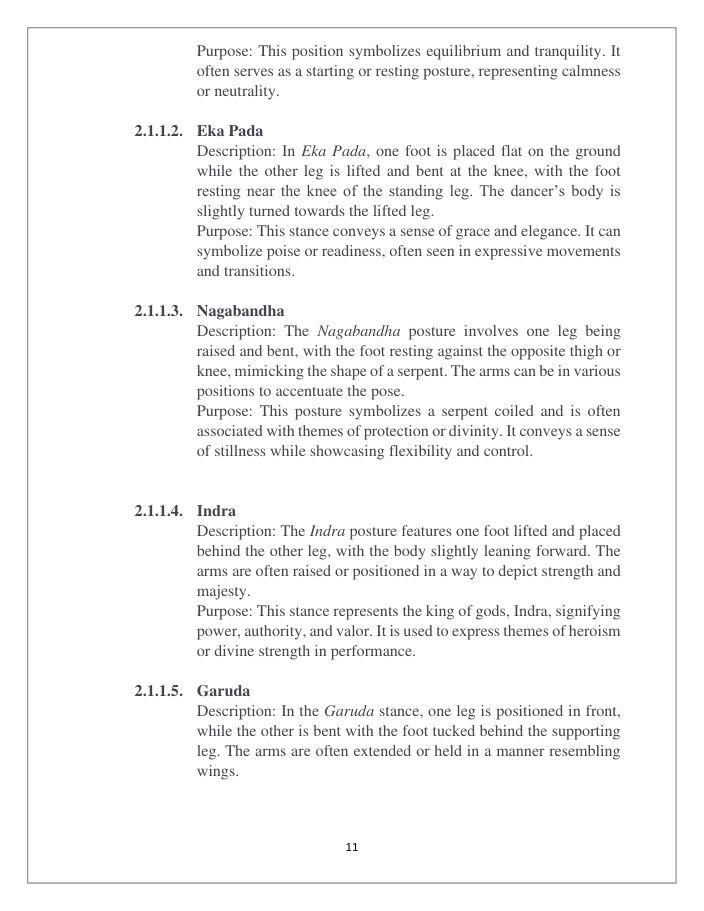 Purpose: This position symbolizes equilibrium and tranquility. It
often serves as a starting or resting posture, representing calmness
or neutrality.
2.1.1.2. Eka Pada
Description: In Eka Pada, one foot is placed flat on the ground
while the other leg is lifted and bent at the knee, with the foot
resting near the knee of the standing leg. The dancer’s body is
slightly turned towards the lifted leg.
Purpose: This stance conveys a sense of grace and elegance. It can
symbolize poise or readiness, often seen in expressive movements
and transitions.
2.1.1.3. Nagabandha
Description: The Nagabandha posture involves one leg being
raised and bent, with the foot resting against the opposite thigh or
knee, mimicking the shape of a serpent. The arms can be in various
positions to accentuate the pose.
Purpose: This posture symbolizes a serpent coiled and is often
associated with themes of protection or divinity. It conveys a sense
of stillness while showcasing flexibility and control.
2.1.1.4. Indra
Description: The Indra posture features one foot lifted and placed
behind the other leg, with the body slightly leaning forward. The
arms are often raised or positioned in a way to depict strength and
majesty.
Purpose: This stance represents the king of gods, Indra, signifying
power, authority, and valor. It is used to express themes of heroism
or divine strength in performance.
2.1.1.5. Garuda
Description: In the Garuda stance, one leg is positioned in front,
while the other is bent with the foot tucked behind the supporting
leg. The arms are often extended or held in a manner resembling
wings.
11